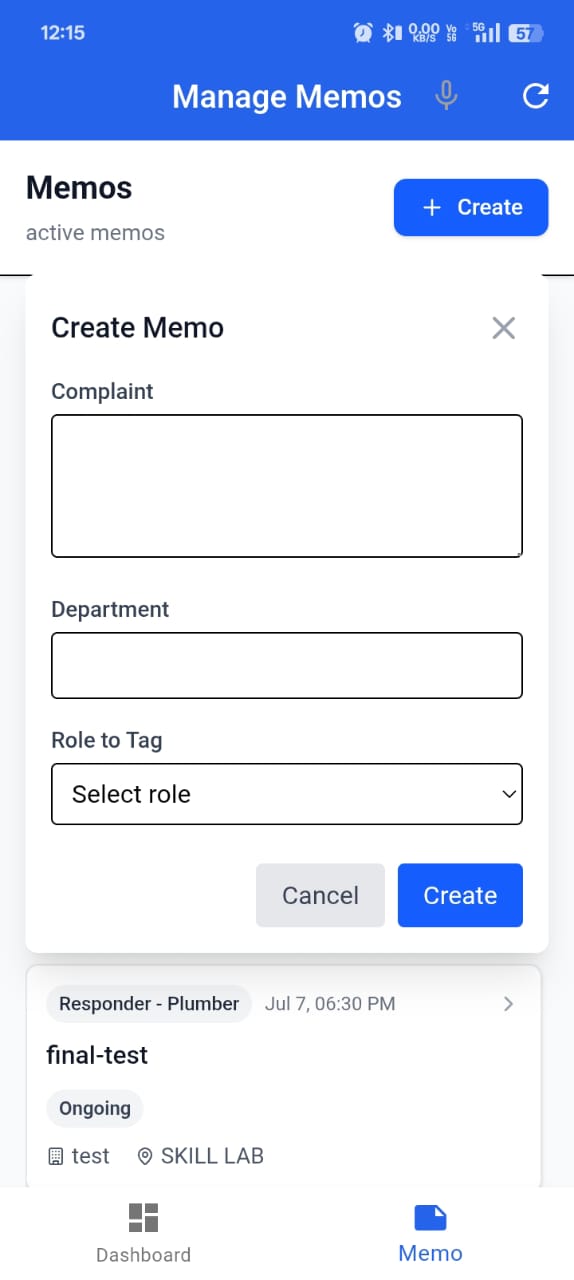 12:15
0.00 KB/S Vo 5G 5G 57
Manage Memos
Memos
+ Create
active memos
Create Memo
Complaint
Department
Role to Tag
Select role
Cancel Create
Responder - Plumber Jul 7, 06:30 PM
final-test
Ongoing
test SKILL LAB
Dashboard Memo